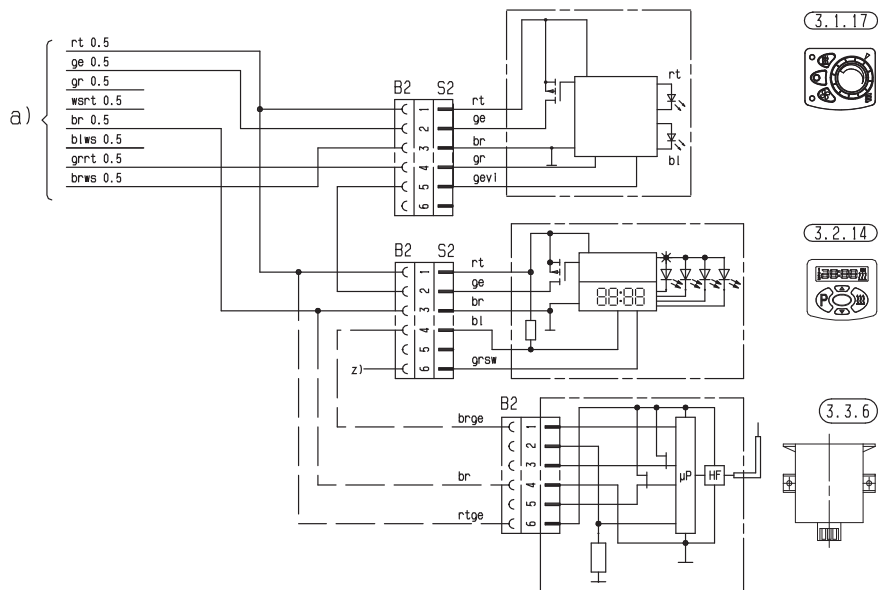 a)
rt 0.5
ge 0.5
gr 0.5
wsrt 0.5
br 0.5
blws 0.5
grrt 0.5
brws 0.5
B2 S2
1 rt
2 ge
3 br
4 gr
5 gevi
6
rt
bl
3.1.17
B2 S2
1 rt
2 ge
3 br
4 bl
5
6 grsw
z)
88:88
3.2.14
88:88
P
B2
brge 1
2
3
br 4
5
rtge 6
µP
HF
3.3.6